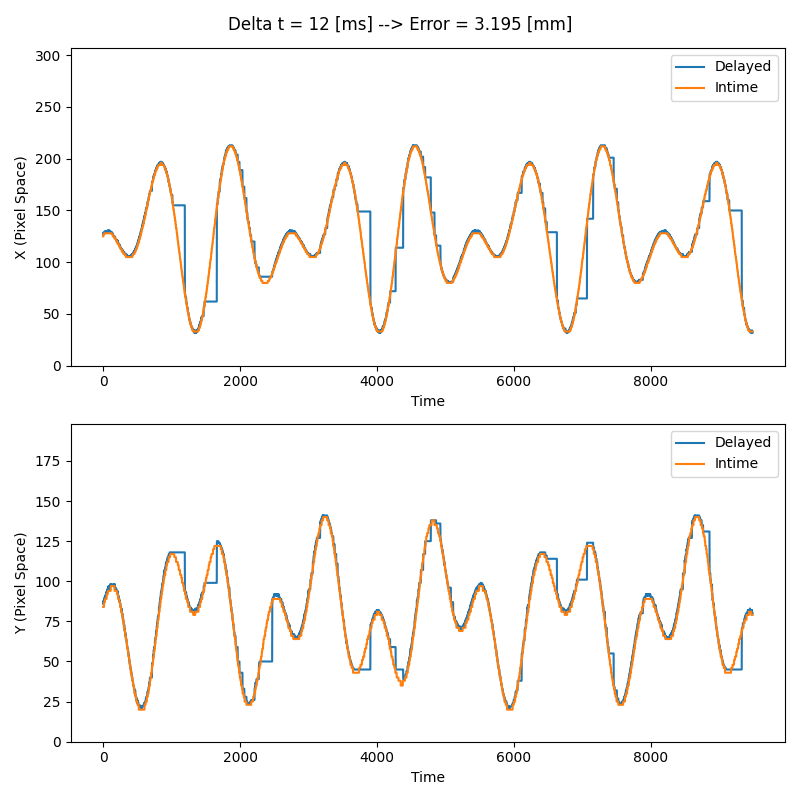 Delta t = 12 [ms] --> Error = 3.195 [mm]
300
250
200
150
100
50
0
X (Pixel Space)
Delayed
Intime
0 2000 4000 6000 8000
Time
175
150
125
100
75
50
25
0
Y (Pixel Space)
Delayed
Intime
0 2000 4000 6000 8000
Time